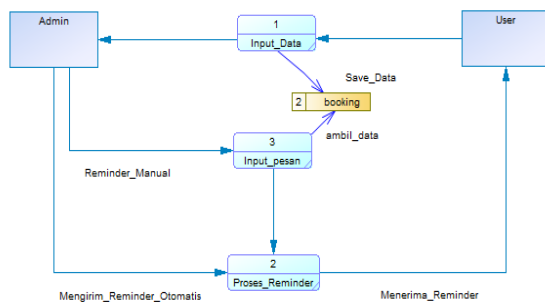 Admin
1
Input_Data
User
Save_Data
2 booking
ambil_data
3
Input_pesan
Reminder_Manual
2
Proses_Reminder
Mengirim_Reminder_Otomatis
Menerima_Reminder